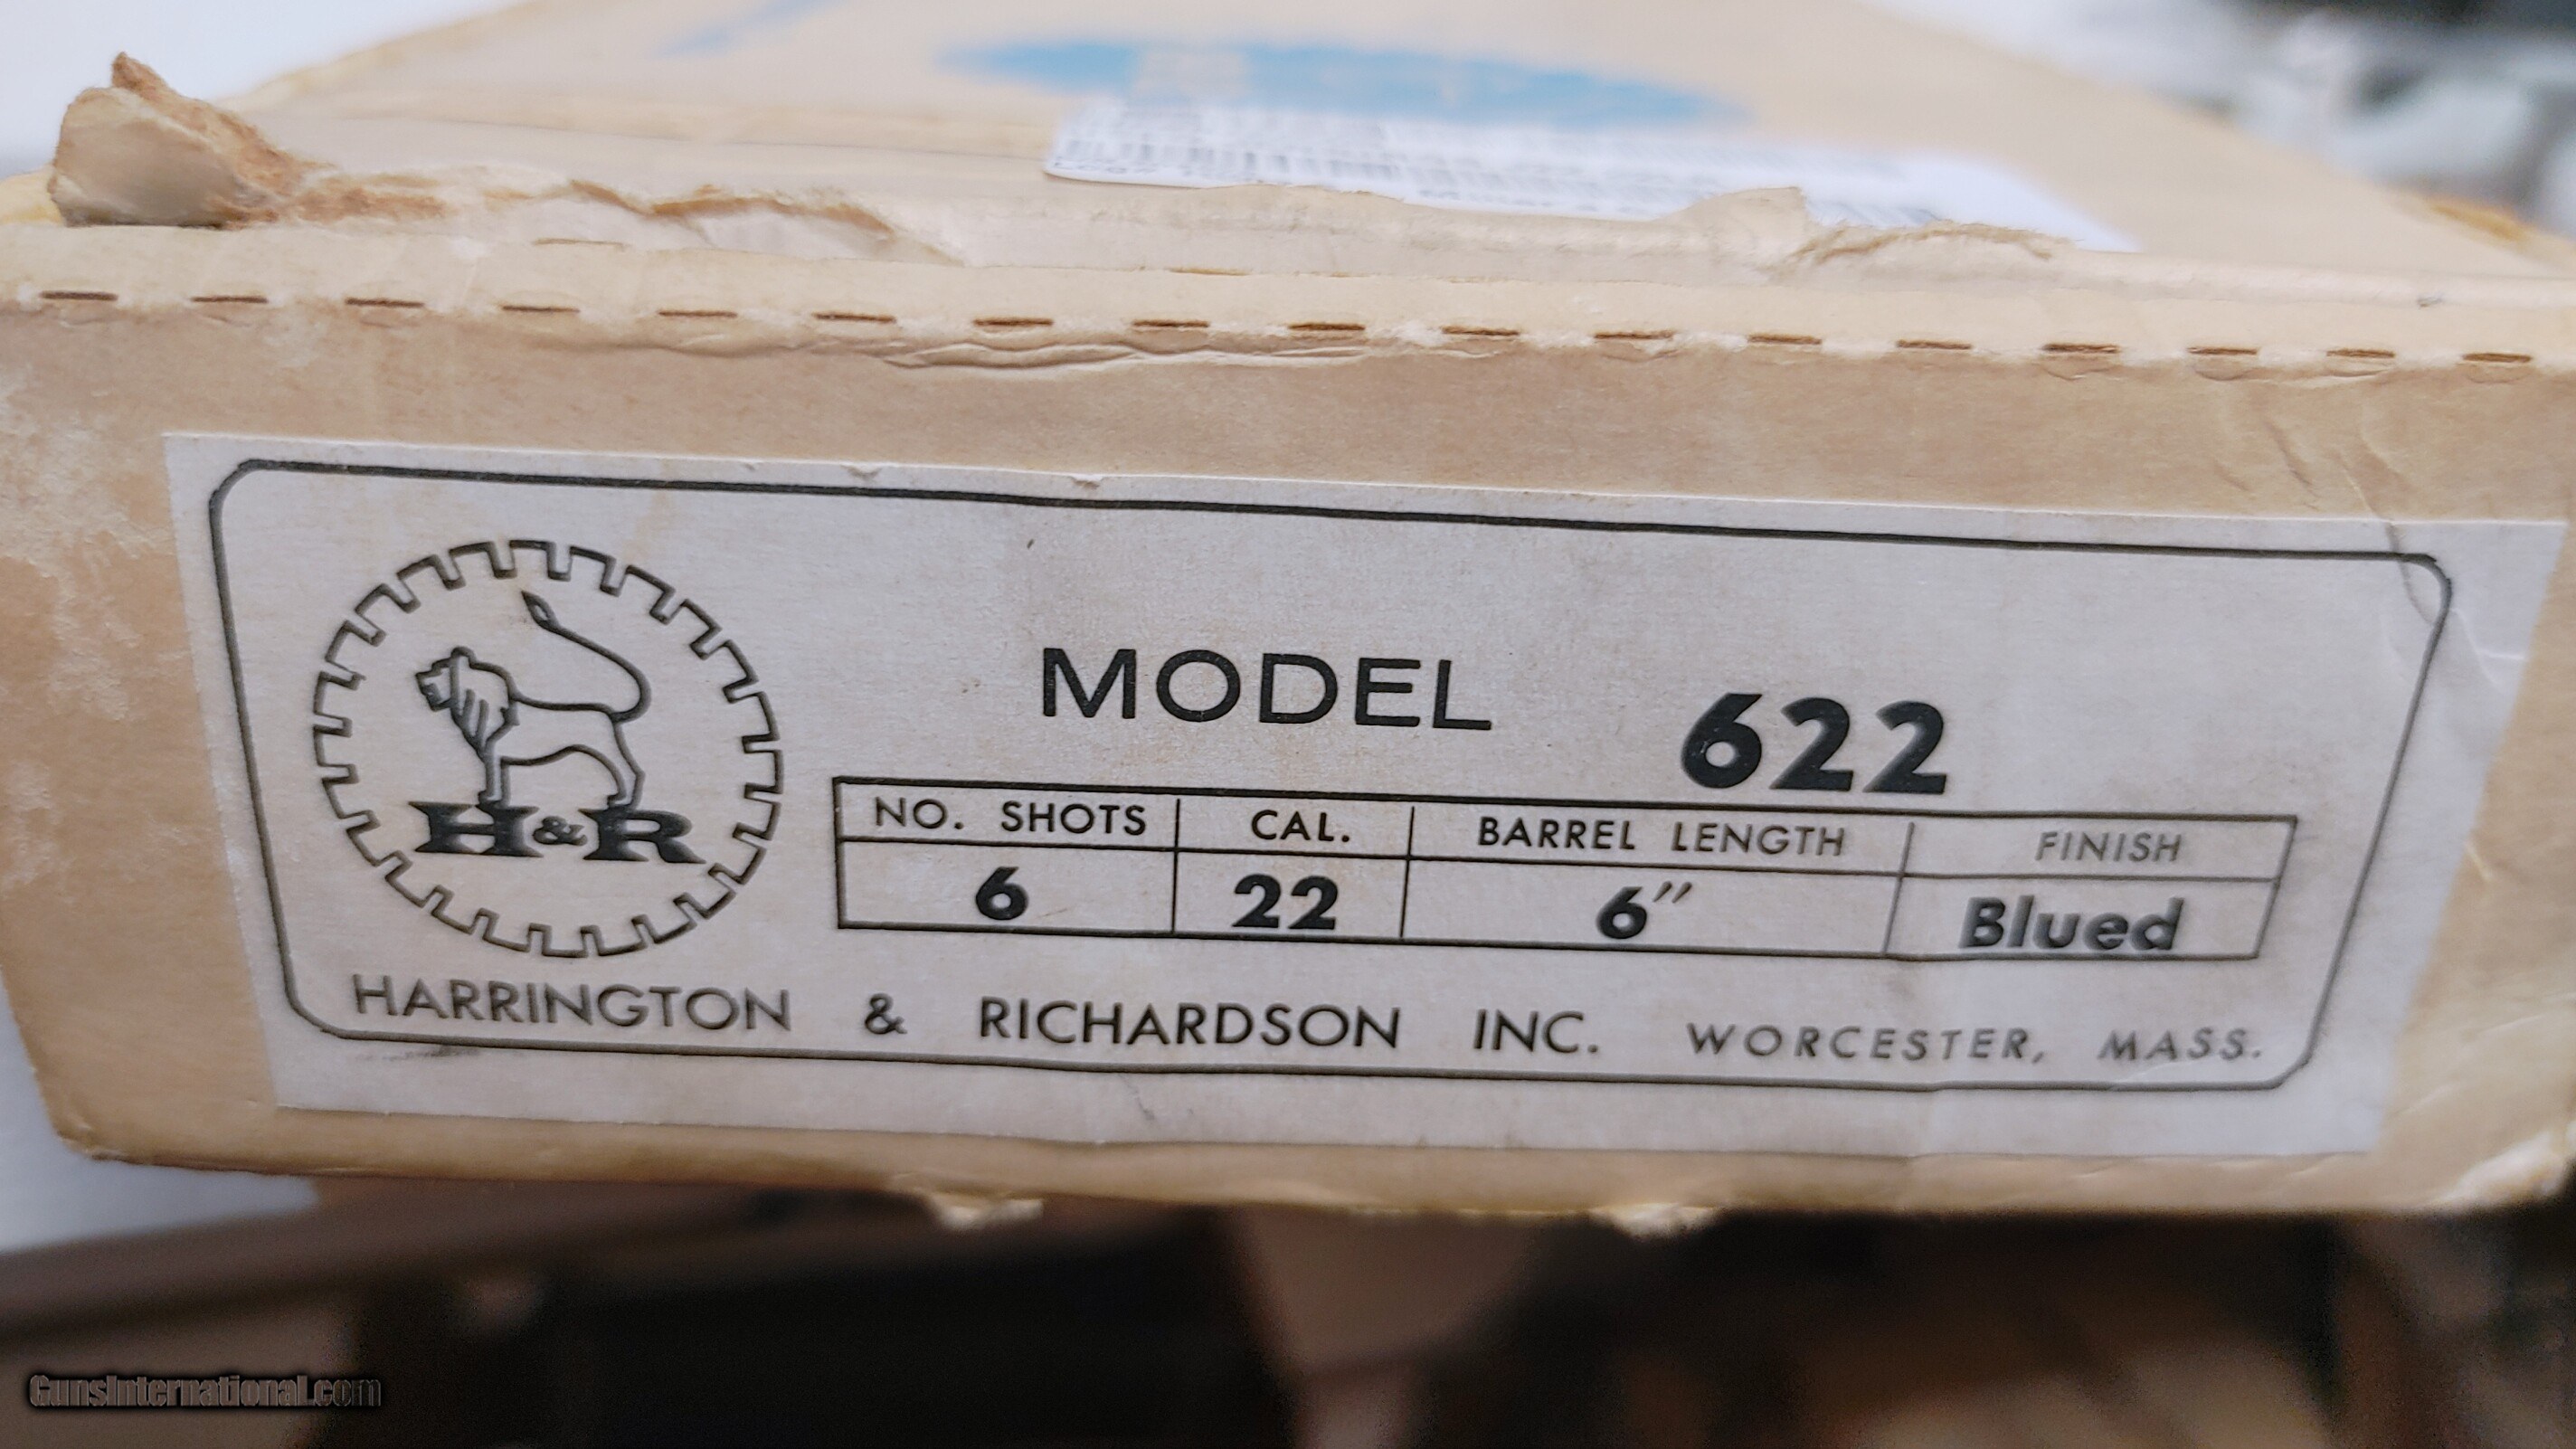 H&R
MODEL 622
NO. SHOTS CAL. BARREL LENGTH FINISH
6 22 6" Blued
HARRINGTON & RICHARDSON INC. WORCESTER, MASS.
GunsInternational.com